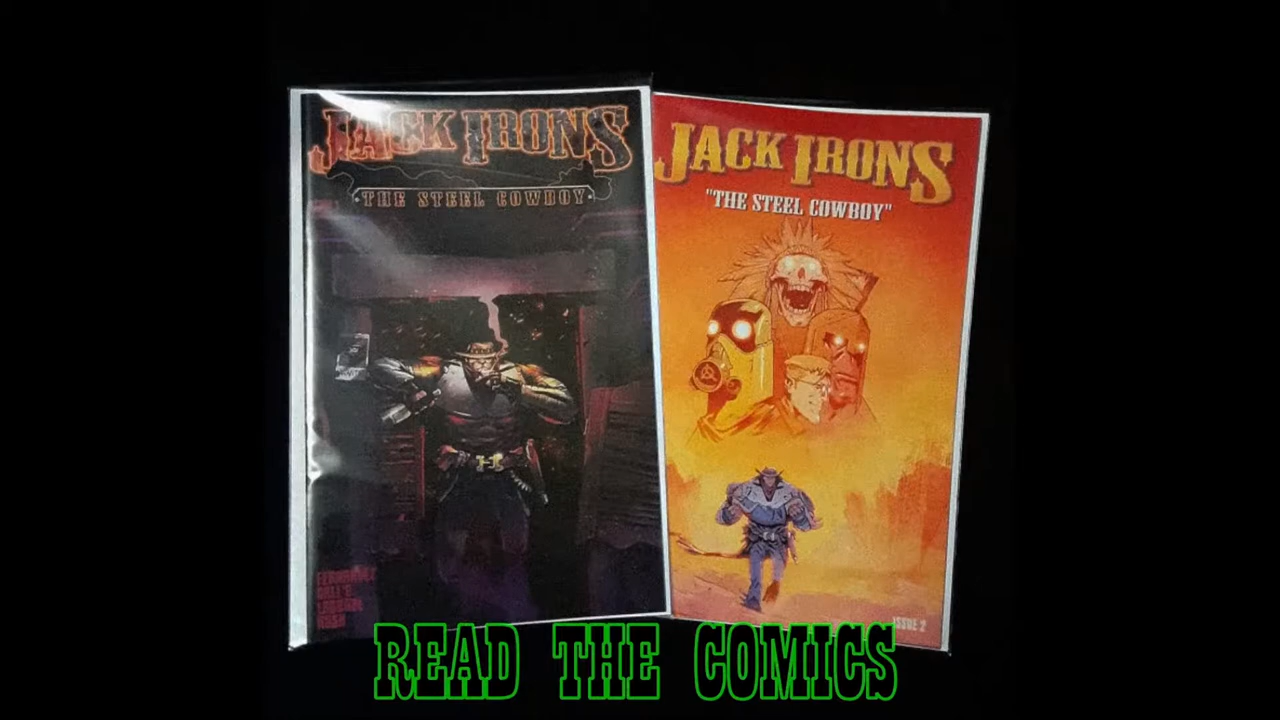 JACK IRONS
THE STEEL COWBOY
JACK IRONS
"THE STEEL COWBOY"
ISSUE 2
READ THE COMICS